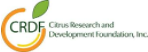 CRDF Citrus Research and
Development Foundation, Inc.